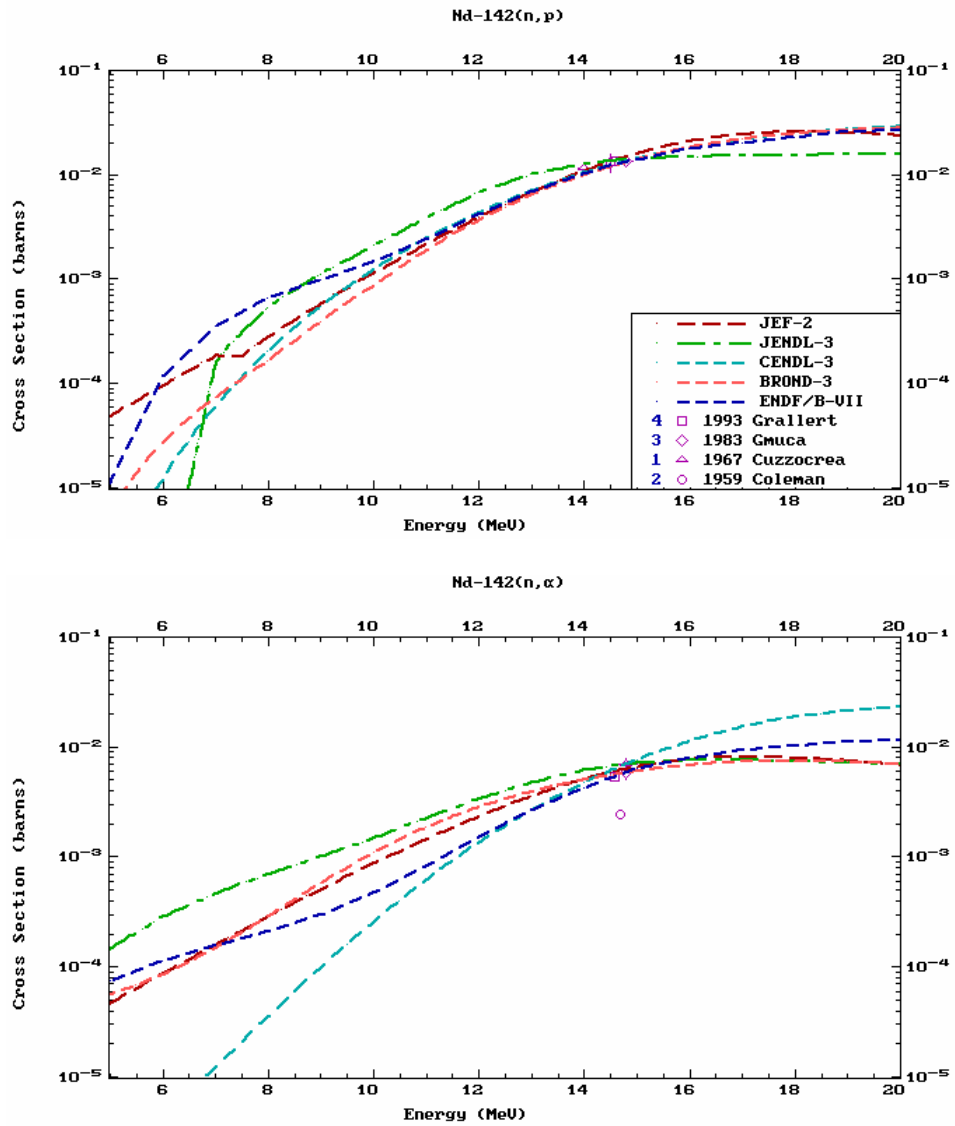 Nd-142(n,p)
6 8 10 12 14 16 18 20
10⁻¹ 10⁻¹
10⁻² 10⁻²
10⁻³ 10⁻³
10⁻⁴ 10⁻⁴
10⁻⁵ 10⁻⁵
Cross Section (barns)
JEF-2
JENDL-3
CENDL-3
BROND-3
ENDF/B-VII
4 1993 Grallert
3 1983 Gmuca
1 1967 Cuzzocrea
2 1959 Coleman
6 8 10 12 14 16 18 20
Energy (MeV)
Nd-142(n,α)
6 8 10 12 14 16 18 20
10⁻¹ 10⁻¹
10⁻² 10⁻²
10⁻³ 10⁻³
10⁻⁴ 10⁻⁴
10⁻⁵ 10⁻⁵
Cross Section (barns)
6 8 10 12 14 16 18 20
Energy (MeV)